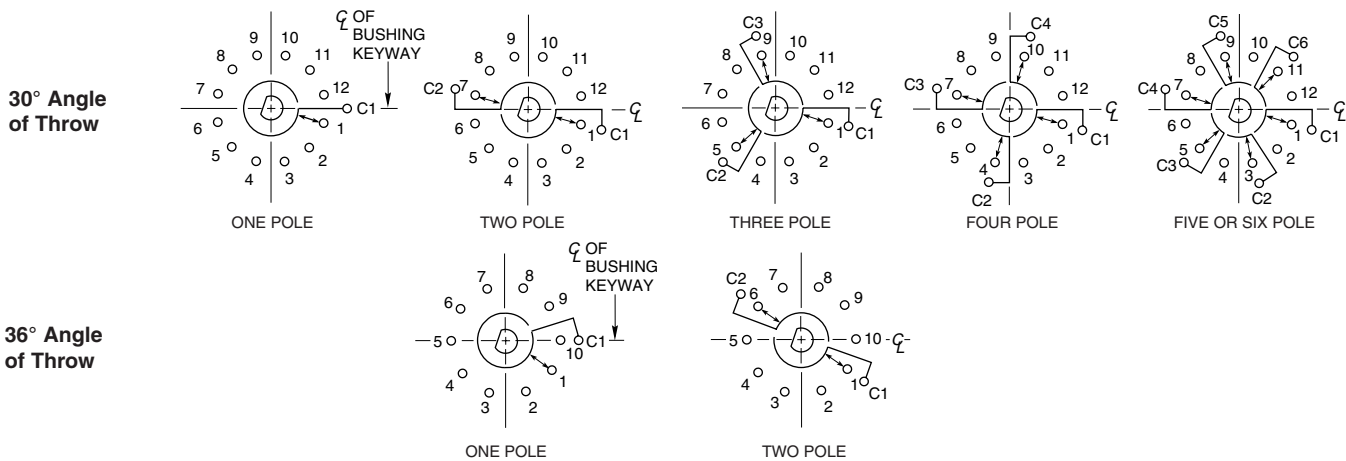 30° Angle
of Throw
℄ OF
BUSHING
KEYWAY
9 10
8 11
7 12
C1
6 1
5 2
4 3
ONE POLE
9 10
8 11
C2 7 12
℄
6 1 C1
5 2
4 3
TWO POLE
C3
9 10
8 11
7 12
℄
6 1 C1
5 2
C2 4 3
THREE POLE
C4
9 10
8 11
C3 7 12
℄
6 1 C1
5 2
4 3
C2
FOUR POLE
C5
9 10 C6
8 11
C4 7 12
℄
6 1 C1
5 2
C3 4 3
C2
FIVE OR SIX POLE
36° Angle
of Throw
℄ OF
BUSHING
KEYWAY
7 8
6 9
5 10 C1
4 1
3 2
ONE POLE
C2 7 8
6 9
5 10 ℄
4 1 C1
3 2
TWO POLE